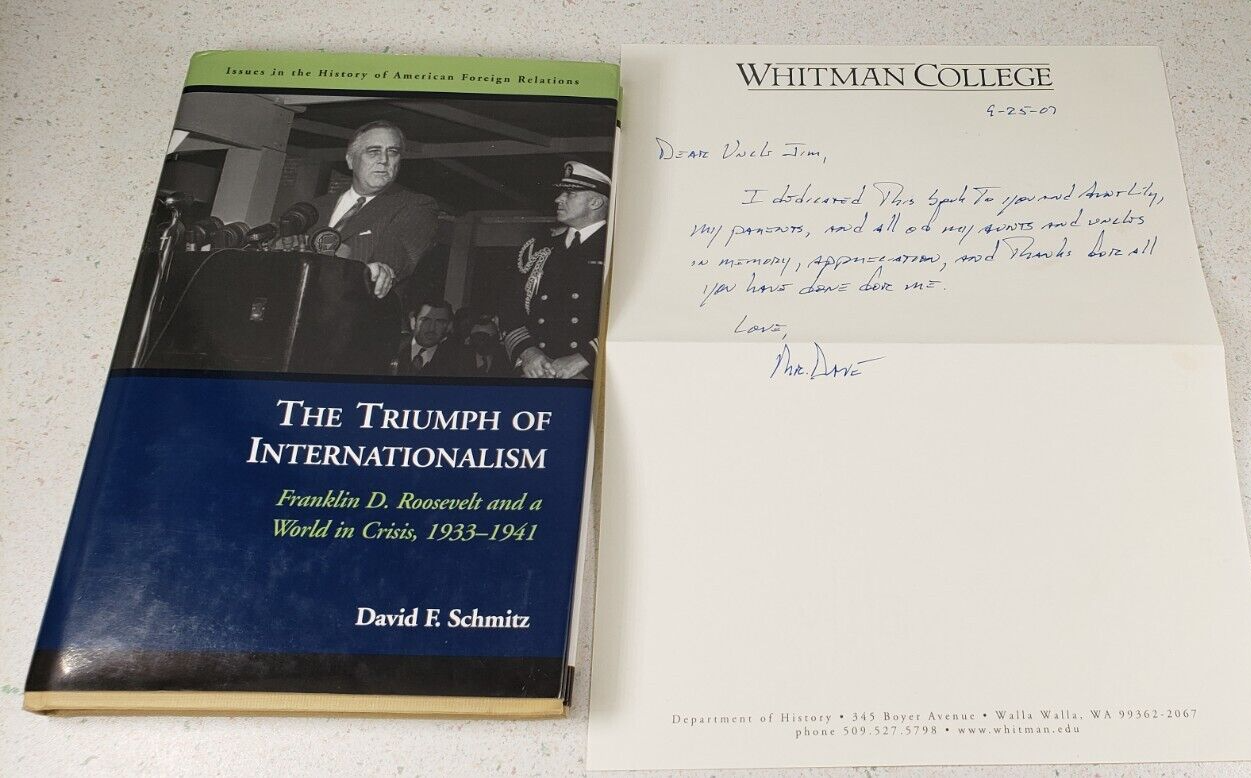 Issues in the History of American Foreign Relations
THE TRIUMPH OF
INTERNATIONALISM
Franklin D. Roosevelt and a
World in Crisis, 1933–1941
David F. Schmitz
WHITMAN COLLEGE
9-25-07
DEAR UNCLE JIM,
I dedicated This book To you and Aunt Lily,
my parents, and all of my aunts and uncles
in memory, appreciation, and Thanks for all
you have done for me.
Love,
Mr. Dave
Department of History • 345 Boyer Avenue • Walla Walla, WA 99362-2067
phone 509.527.5798 • www.whitman.edu